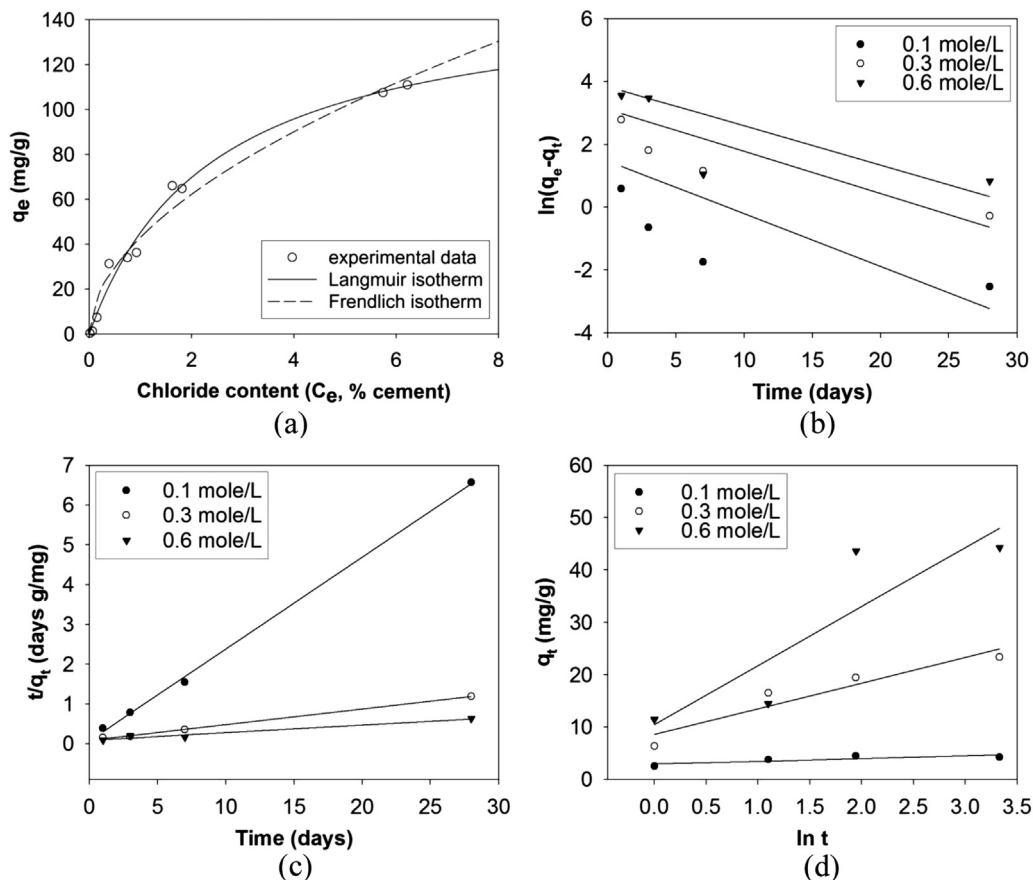 140
120
100
80
60
40
20
0
qe (mg/g)
experimental data
Langmuir isotherm
Frendlich isotherm
0 2 4 6 8
Chloride content (Ce, % cement)
(a)
6
4
2
0
-2
-4
ln(qe-qt)
0.1 mole/L
0.3 mole/L
0.6 mole/L
0 5 10 15 20 25 30
Time (days)
(b)
7
6
5
4
3
2
1
0
t/qt (days g/mg)
0.1 mole/L
0.3 mole/L
0.6 mole/L
0 5 10 15 20 25 30
Time (days)
(c)
60
50
40
30
20
10
0
qt (mg/g)
0.1 mole/L
0.3 mole/L
0.6 mole/L
0.0 0.5 1.0 1.5 2.0 2.5 3.0 3.5
ln t
(d)